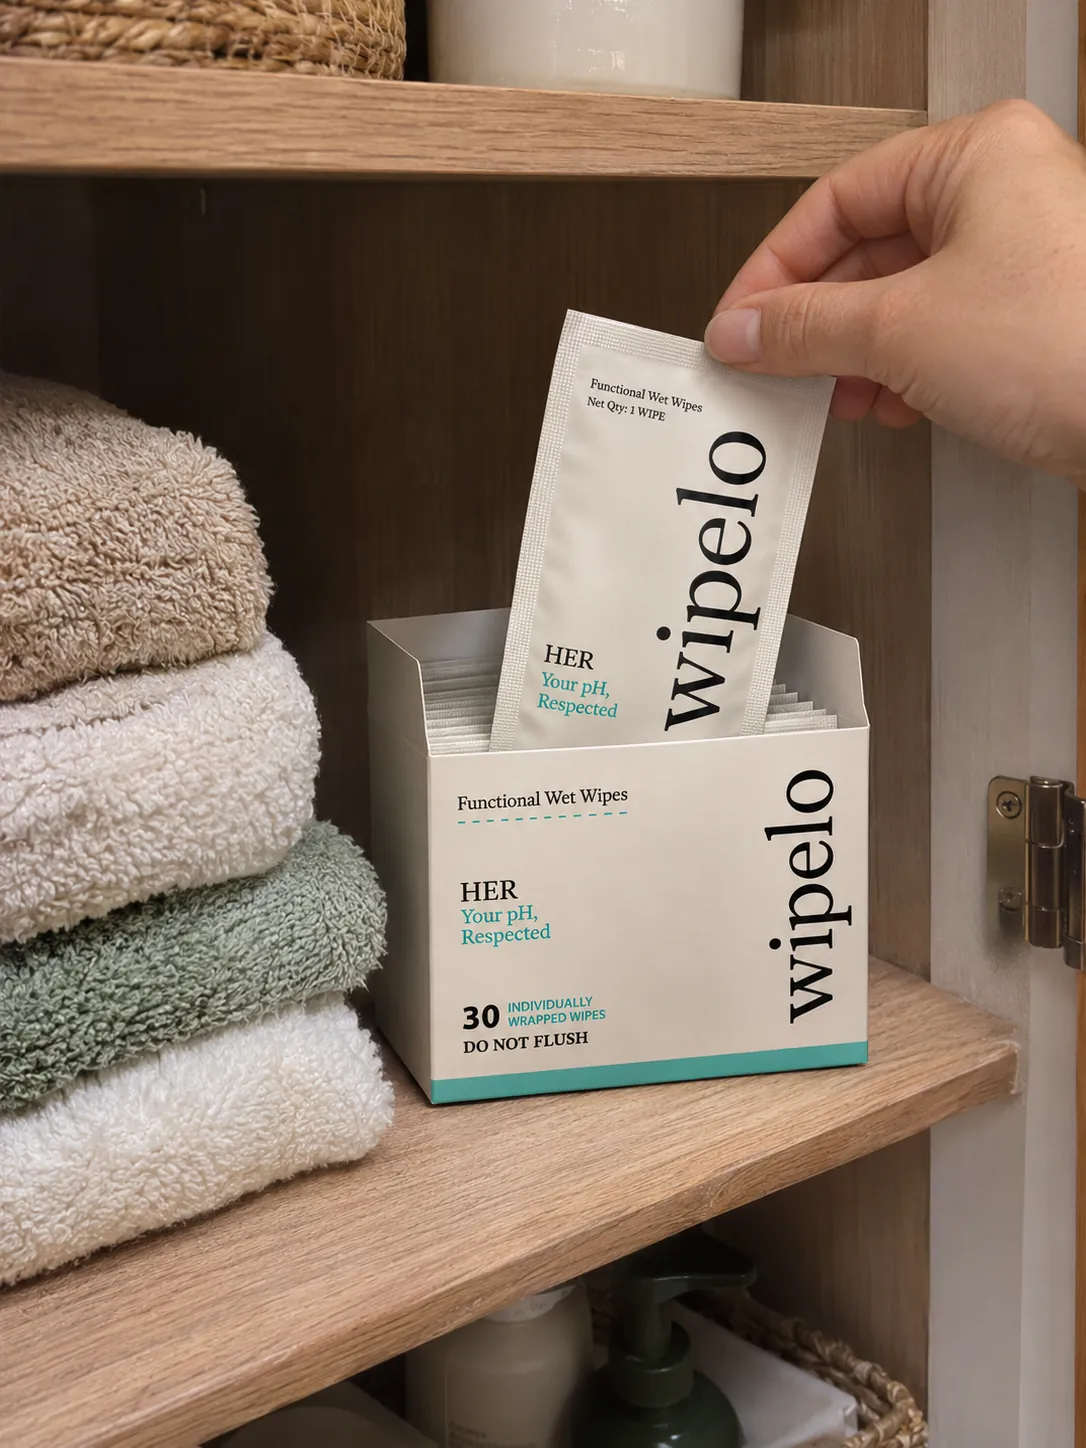 Functional Wet Wipes
Net Qty: 1 WIPE
wipelo
HER
Your pH,
Respected
Functional Wet Wipes
HER
Your pH,
Respected
30 INDIVIDUALLY
WRAPPED WIPES
DO NOT FLUSH
wipelo